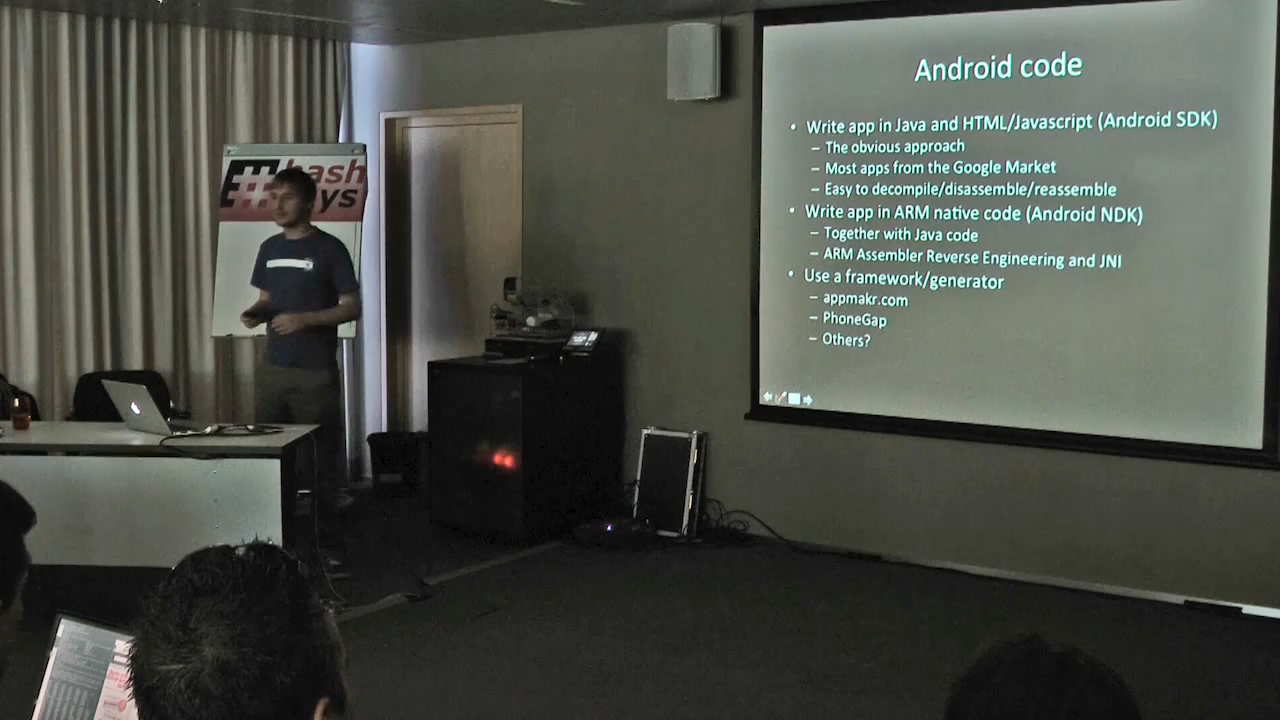 hash
ys
Android code
• Write app in Java and HTML/Javascript (Android SDK)
– The obvious approach
– Most apps from the Google Market
– Easy to decompile/disassemble/reassemble
• Write app in ARM native code (Android NDK)
– Together with Java code
– ARM Assembler Reverse Engineering and JNI
• Use a framework/generator
– appmakr.com
– PhoneGap
– Others?